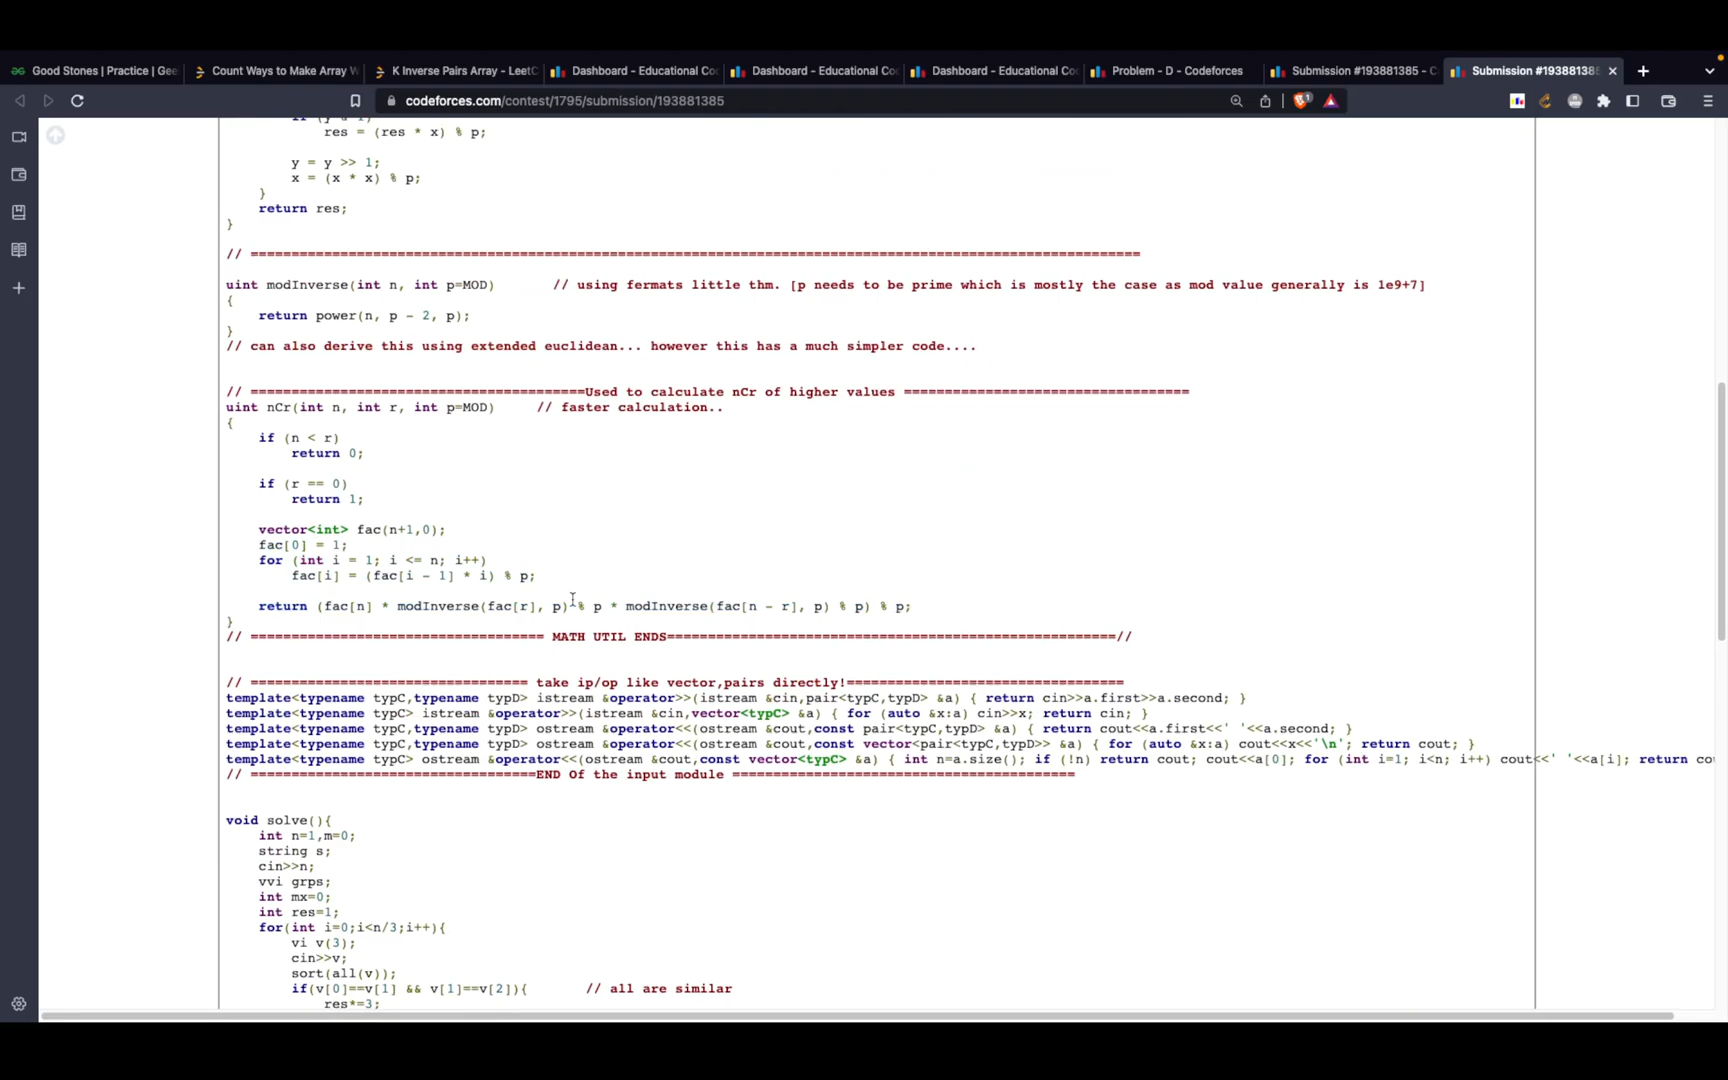 Good Stones | Practice | Gee
Count Ways to Make Array W
K Inverse Pairs Array - LeetC
Dashboard - Educational Co
Dashboard - Educational Co
Dashboard - Educational Co
Problem - D - Codeforces
Submission #193881385 - C
Submission #193881385
codeforces.com/contest/1795/submission/193881385
res = (res * x) % p;
y = y >> 1;
x = (x * x) % p;
}
return res;
}
// ==============================================================================================================
uint modInverse(int n, int p=MOD) // using fermats little thm. [p needs to be prime which is mostly the case as mod value generally is 1e9+7]
{
return power(n, p - 2, p);
}
// can also derive this using extended euclidean... however this has a much simpler code....
// =========================================Used to calculate nCr of higher values ===================================
uint nCr(int n, int r, int p=MOD) // faster calculation..
{
if (n < r)
return 0;
if (r == 0)
return 1;
vector<int> fac(n+1,0);
fac[0] = 1;
for (int i = 1; i <= n; i++)
fac[i] = (fac[i - 1] * i) % p;
return (fac[n] * modInverse(fac[r], p) % p * modInverse(fac[n - r], p) % p) % p;
}
// ==================================== MATH UTIL ENDS=======================================================//
// ================================== take ip/op like vector,pairs directly!==================================
template<typename typC,typename typD> istream &operator>>(istream &cin,pair<typC,typD> &a) { return cin>>a.first>>a.second; }
template<typename typC> istream &operator>>(istream &cin,vector<typC> &a) { for (auto &x:a) cin>>x; return cin; }
template<typename typC,typename typD> ostream &operator<<(ostream &cout,const pair<typC,typD> &a) { return cout<<a.first<<' '<<a.second; }
template<typename typC,typename typD> ostream &operator<<(ostream &cout,const vector<pair<typC,typD>> &a) { for (auto &x:a) cout<<x<<'\n'; return cout; }
template<typename typC> ostream &operator<<(ostream &cout,const vector<typC> &a) { int n=a.size(); if (!n) return cout; cout<<a[0]; for (int i=1; i<n; i++) cout<<' '<<a[i]; return co
// ===================================END Of the input module ==========================================
void solve(){
int n=1,m=0;
string s;
cin>>n;
vvi grps;
int mx=0;
int res=1;
for(int i=0;i<n/3;i++){
vi v(3);
cin>>v;
sort(all(v));
if(v[0]==v[1] && v[1]==v[2]){ // all are similar
res*=3;